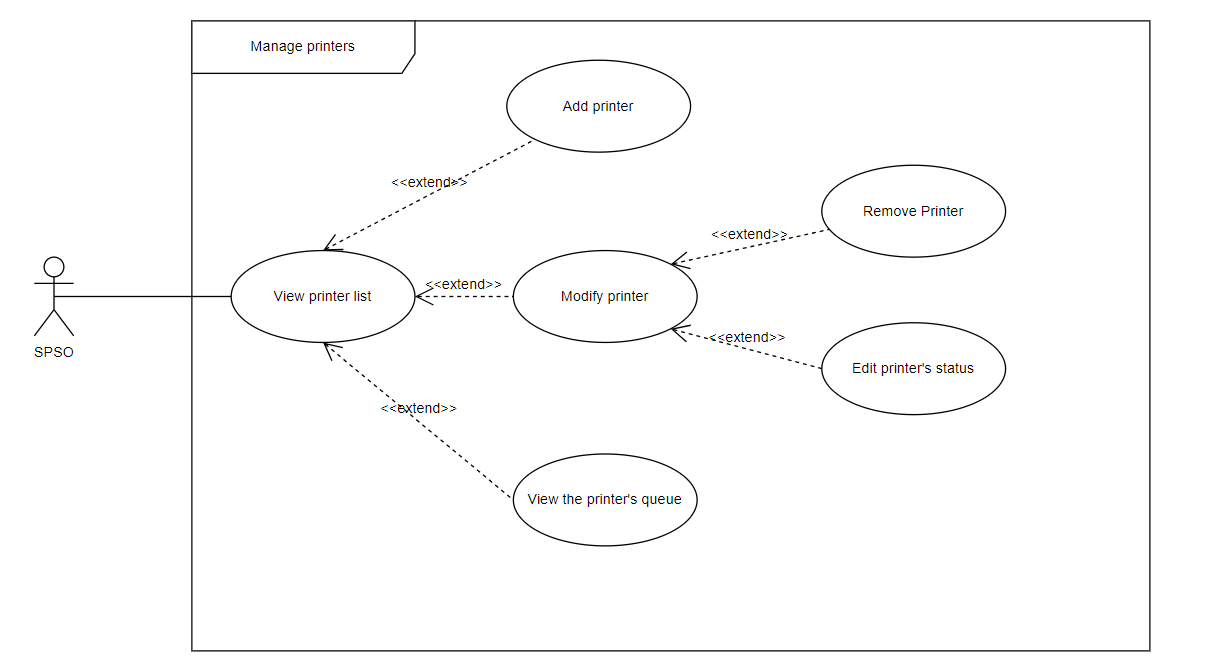 Manage printers
Add printer
<<extend>>
Remove Printer
<<extend>>
<<extend>>
View printer list
Modify printer
<<extend>>
SPSO
Edit printer's status
<<extend>>
View the printer's queue